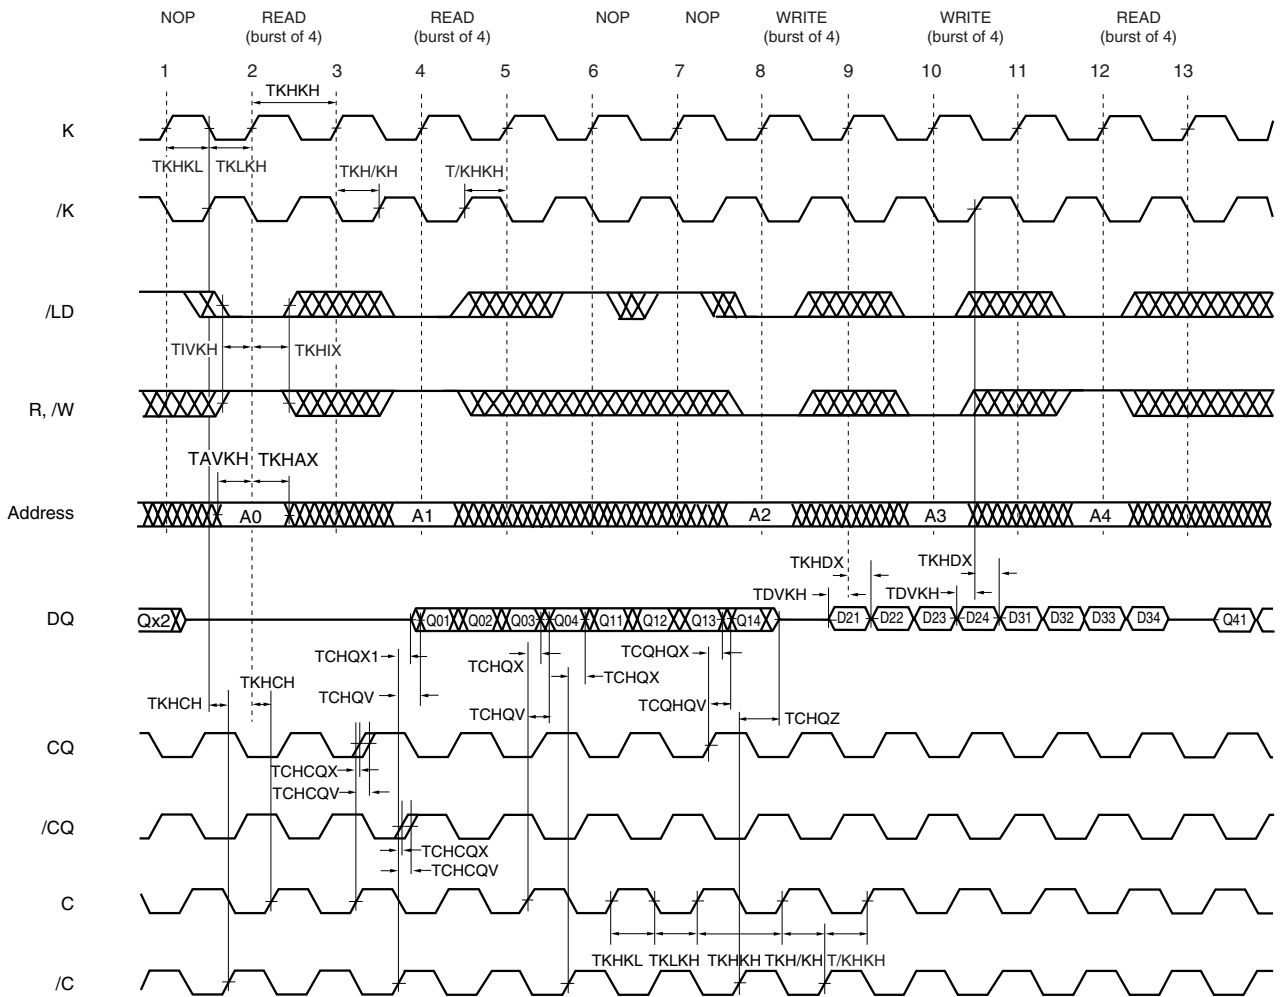 NOP READ READ NOP NOP WRITE WRITE READ
(burst of 4) (burst of 4) (burst of 4) (burst of 4) (burst of 4)
1 2 3 4 5 6 7 8 9 10 11 12 13
TKHKH
K
TKHKL TKLKH TKH/KH T/KHKH
/K
/LD
TIVKH TKHIX
R, /W
TAVKH TKHAX
Address A0 A1 A2 A3 A4
TKHDX TKHDX
TDVKH TDVKH
DQ Qx2 Q01 Q02 Q03 Q04 Q11 Q12 Q13 Q14 D21 D22 D23 D24 D31 D32 D33 D34 Q41
TCHQX1 TCHQX TCQHQX
TCHQX
TKHCH
TKHCH TCHQV TCQHQV
TCHQV TCHQZ
CQ
TCHCQX
TCHCQV
/CQ
TCHCQX
TCHCQV
C
TKHKL TKLKH TKHKH TKH/KH T/KHKH
/C